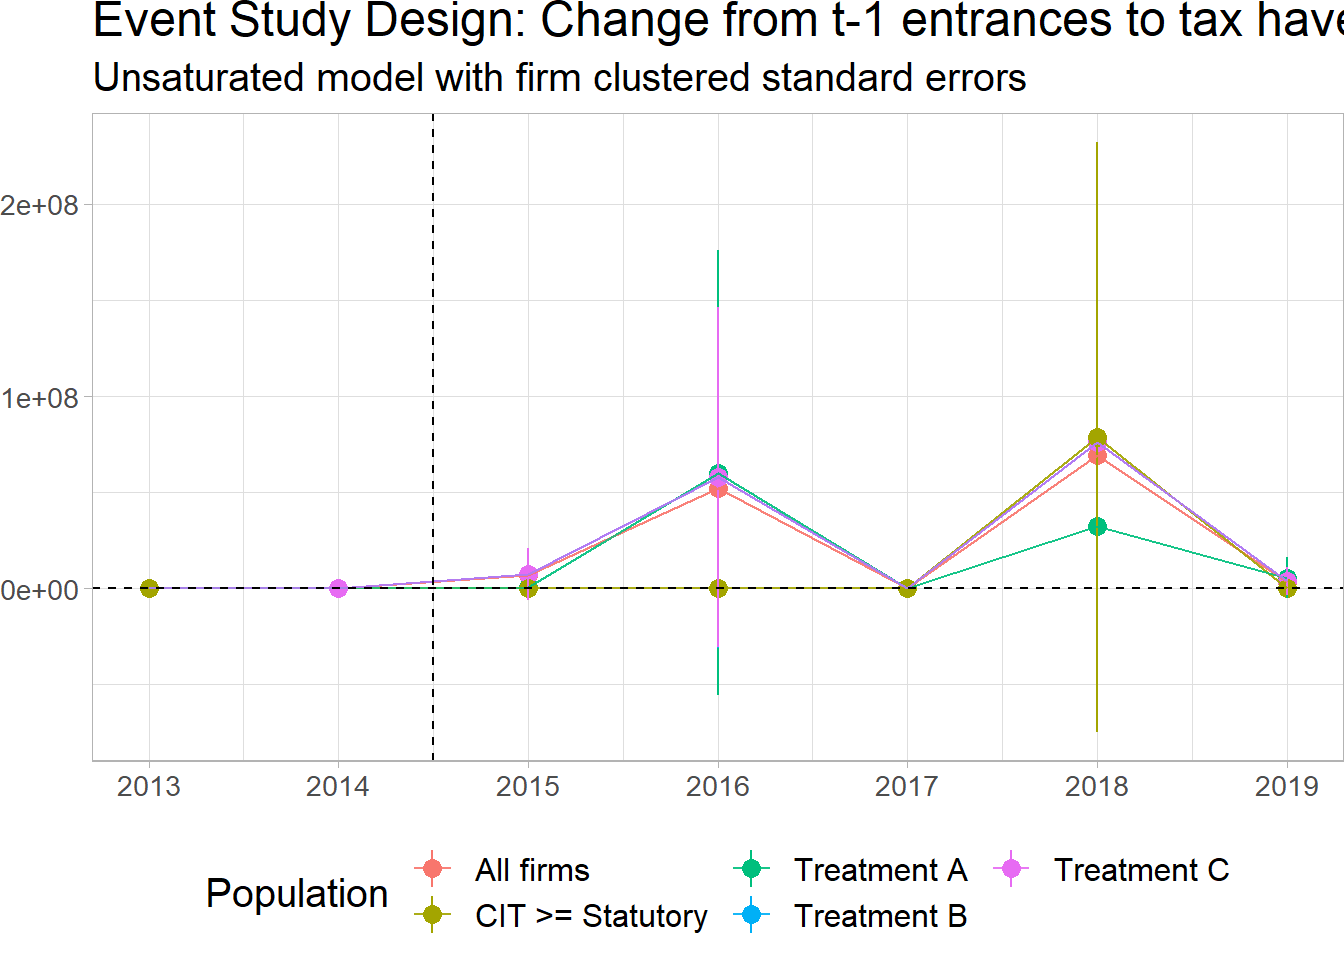 Event Study Design: Change from t-1 entrances to tax have
Unsaturated model with firm clustered standard errors
2e+08
1e+08
0e+00
2013 2014 2015 2016 2017 2018 2019
Population
All firms
Treatment A
Treatment C
CIT >= Statutory
Treatment B